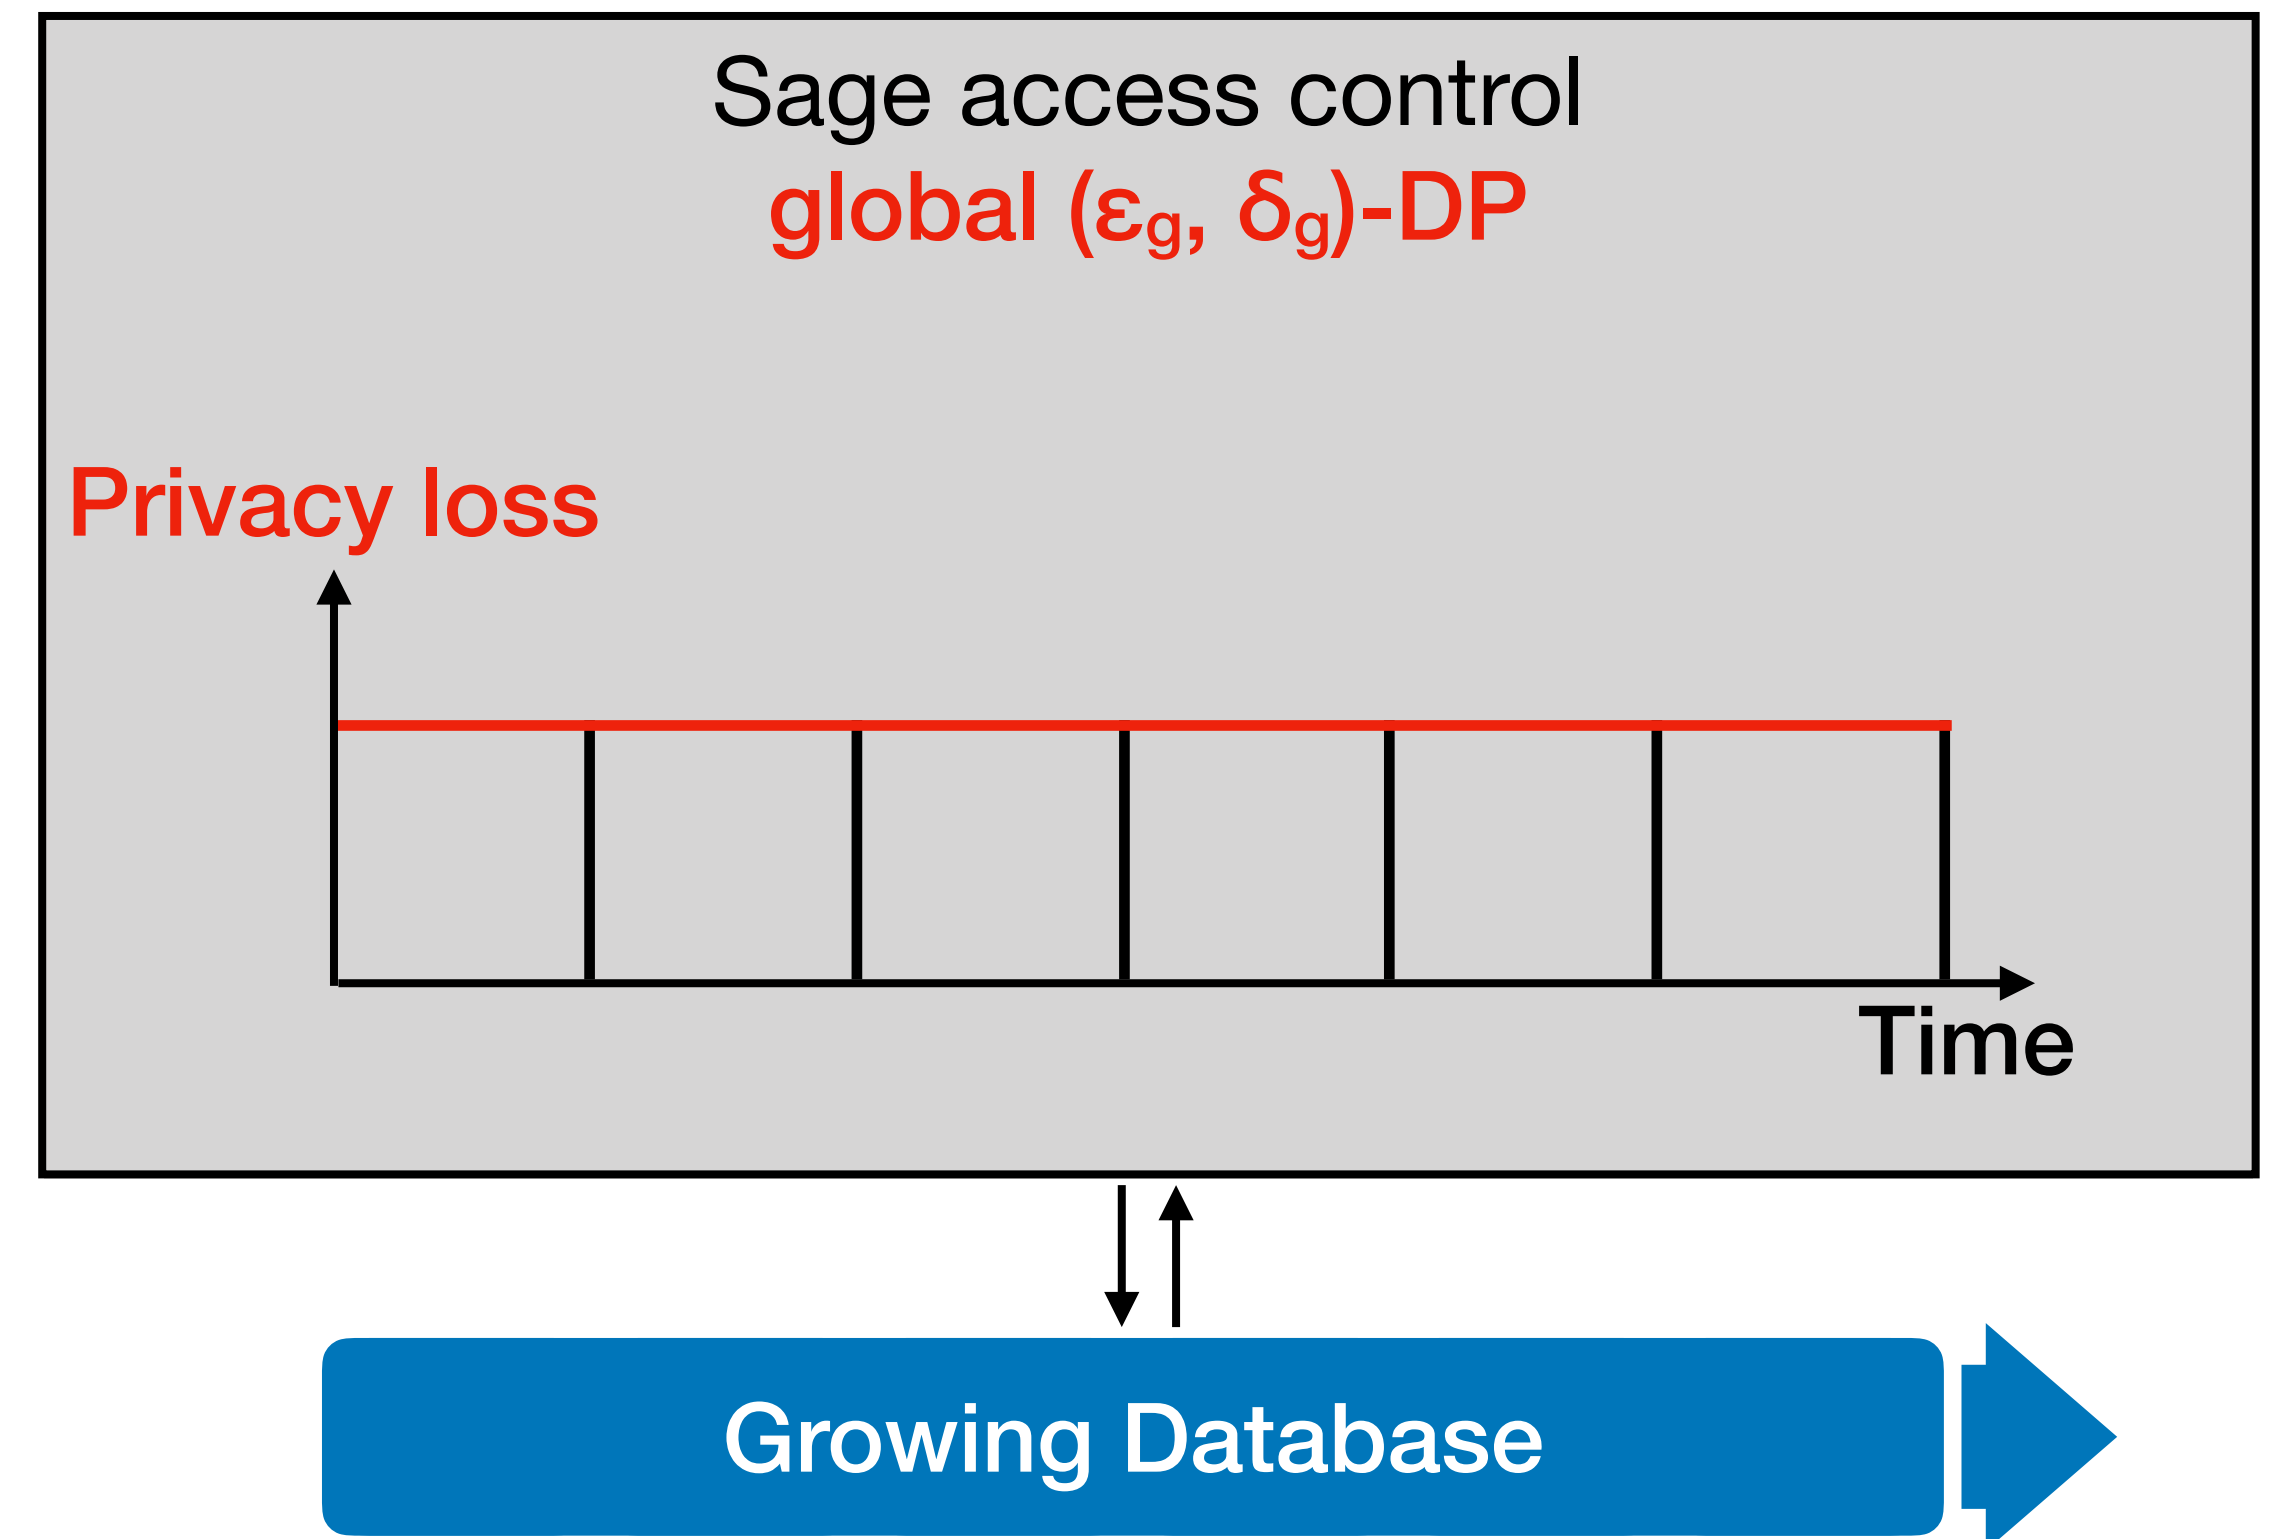 Sage access control
global (εg, δg)-DP
Privacy loss
Time
Growing Database